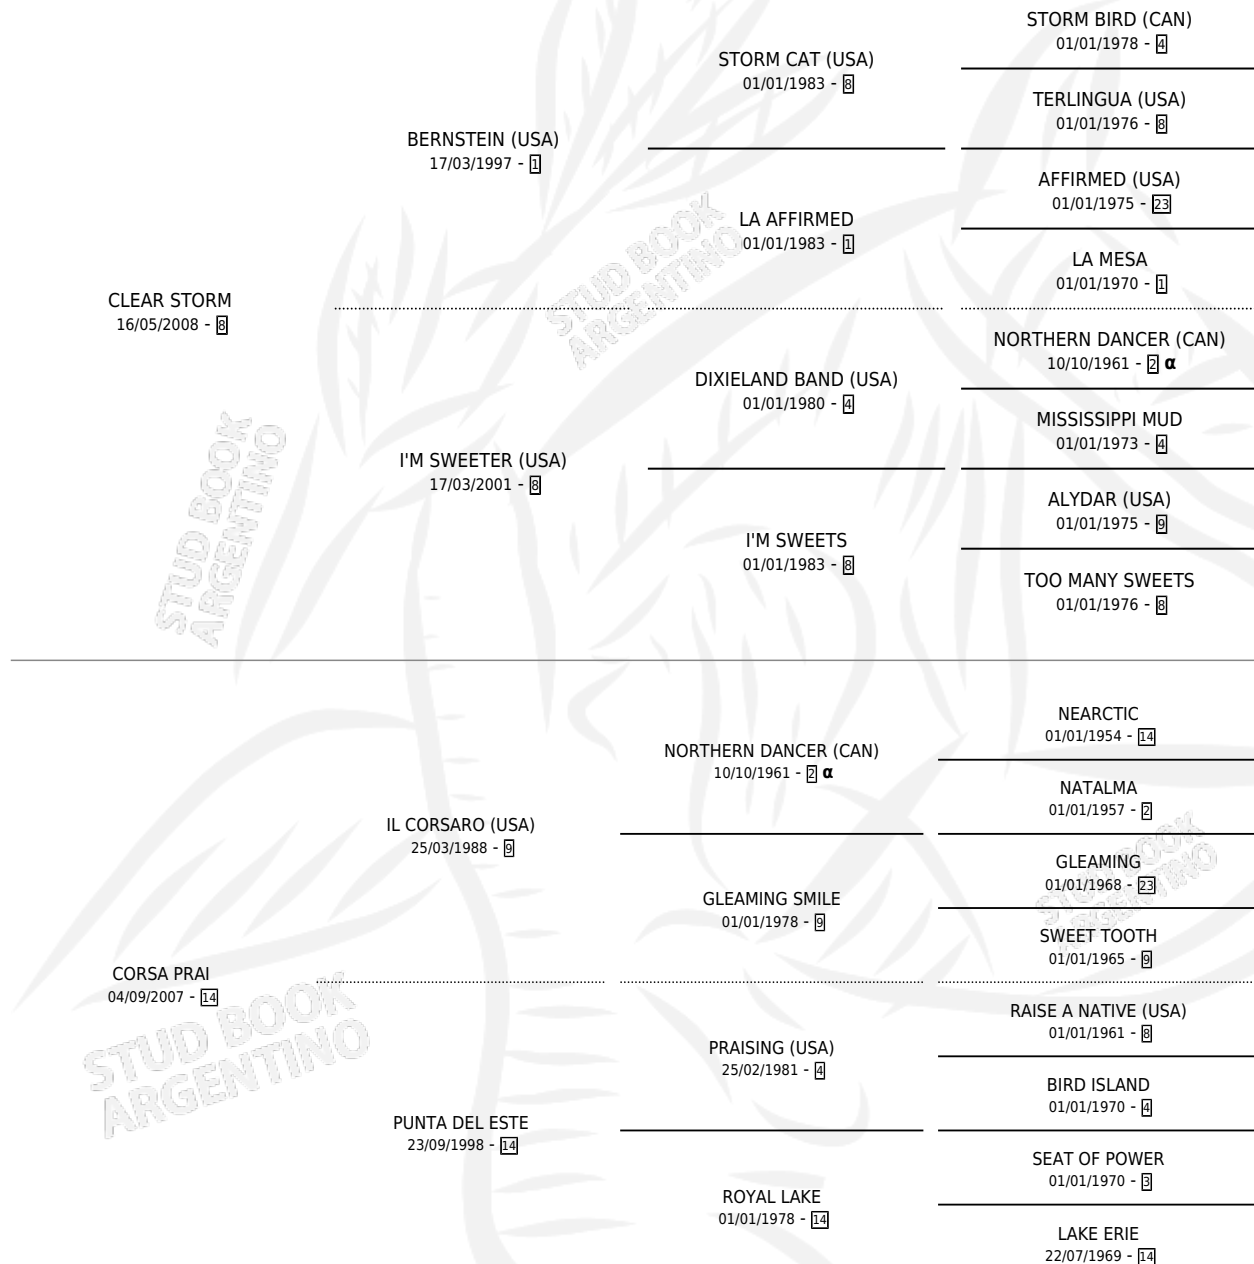 STORM BIRD (CAN)
01/01/1978 - 4
STORM CAT (USA)
01/01/1983 - 8
TERLINGUA (USA)
01/01/1976 - 8
BERNSTEIN (USA)
17/03/1997 - 1
AFFIRMED (USA)
01/01/1975 - 23
LA AFFIRMED
01/01/1983 - 1
LA MESA
01/01/1970 - 1
CLEAR STORM
16/05/2008 - 8
NORTHERN DANCER (CAN)
10/10/1961 - 2 α
DIXIELAND BAND (USA)
01/01/1980 - 4
MISSISSIPPI MUD
01/01/1973 - 4
I'M SWEETER (USA)
17/03/2001 - 8
ALYDAR (USA)
01/01/1975 - 9
I'M SWEETS
01/01/1983 - 8
TOO MANY SWEETS
01/01/1976 - 8
NEARCTIC
01/01/1954 - 14
NORTHERN DANCER (CAN)
10/10/1961 - 2 α
NATALMA
01/01/1957 - 2
IL CORSARO (USA)
25/03/1988 - 9
GLEAMING
01/01/1968 - 23
GLEAMING SMILE
01/01/1978 - 9
SWEET TOOTH
01/01/1965 - 9
CORSA PRAI
04/09/2007 - 14
RAISE A NATIVE (USA)
01/01/1961 - 8
PRAISING (USA)
25/02/1981 - 4
BIRD ISLAND
01/01/1970 - 4
PUNTA DEL ESTE
23/09/1998 - 14
SEAT OF POWER
01/01/1970 - 3
ROYAL LAKE
01/01/1978 - 14
LAKE ERIE
22/07/1969 - 14
STUD BOOK
ARGENTINO
STUD BOOK
ARGENTINO
STUD BOOK
ARGENTINO
STUD BOOK
ARGENTINO